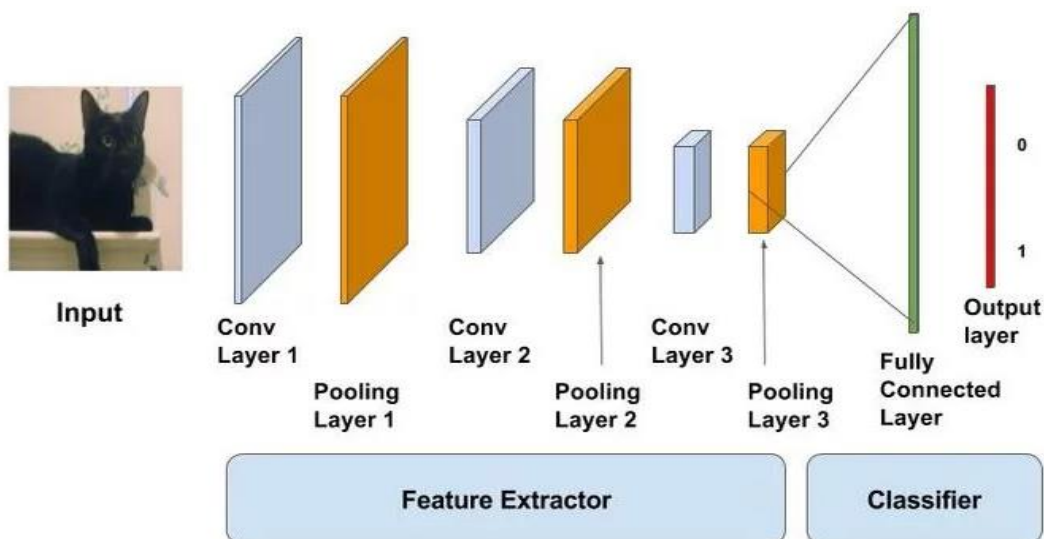 Input
Conv
Layer 1
Pooling
Layer 1
Conv
Layer 2
Pooling
Layer 2
Conv
Layer 3
Pooling
Layer 3
Fully
Connected
Layer
0
1
Output
layer
Feature Extractor
Classifier